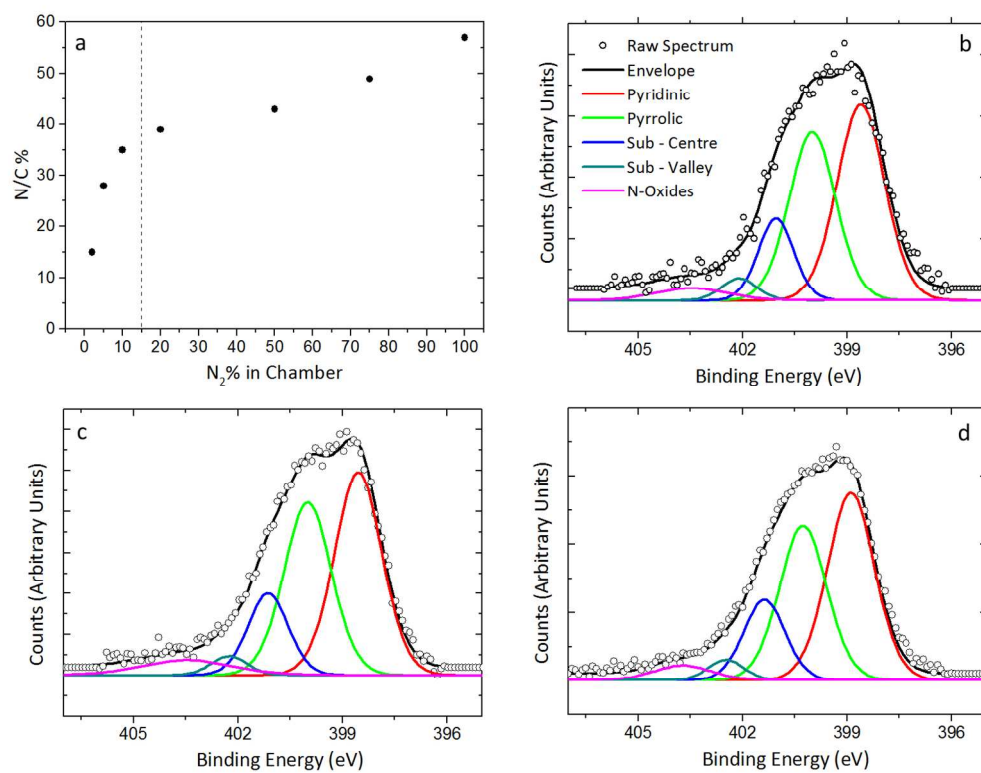 a
60
50
40
30
20
10
0
N/C %
0 10 20 30 40 50 60 70 80 90 100
N₂% in Chamber
b
Raw Spectrum
Envelope
Pyridinic
Pyrrolic
Sub - Centre
Sub - Valley
N-Oxides
Counts (Arbitrary Units)
405 402 399 396
Binding Energy (eV)
c
Counts (Arbitrary Units)
405 402 399 396
Binding Energy (eV)
d
Counts (Arbitrary Units)
405 402 399 396
Binding Energy (eV)